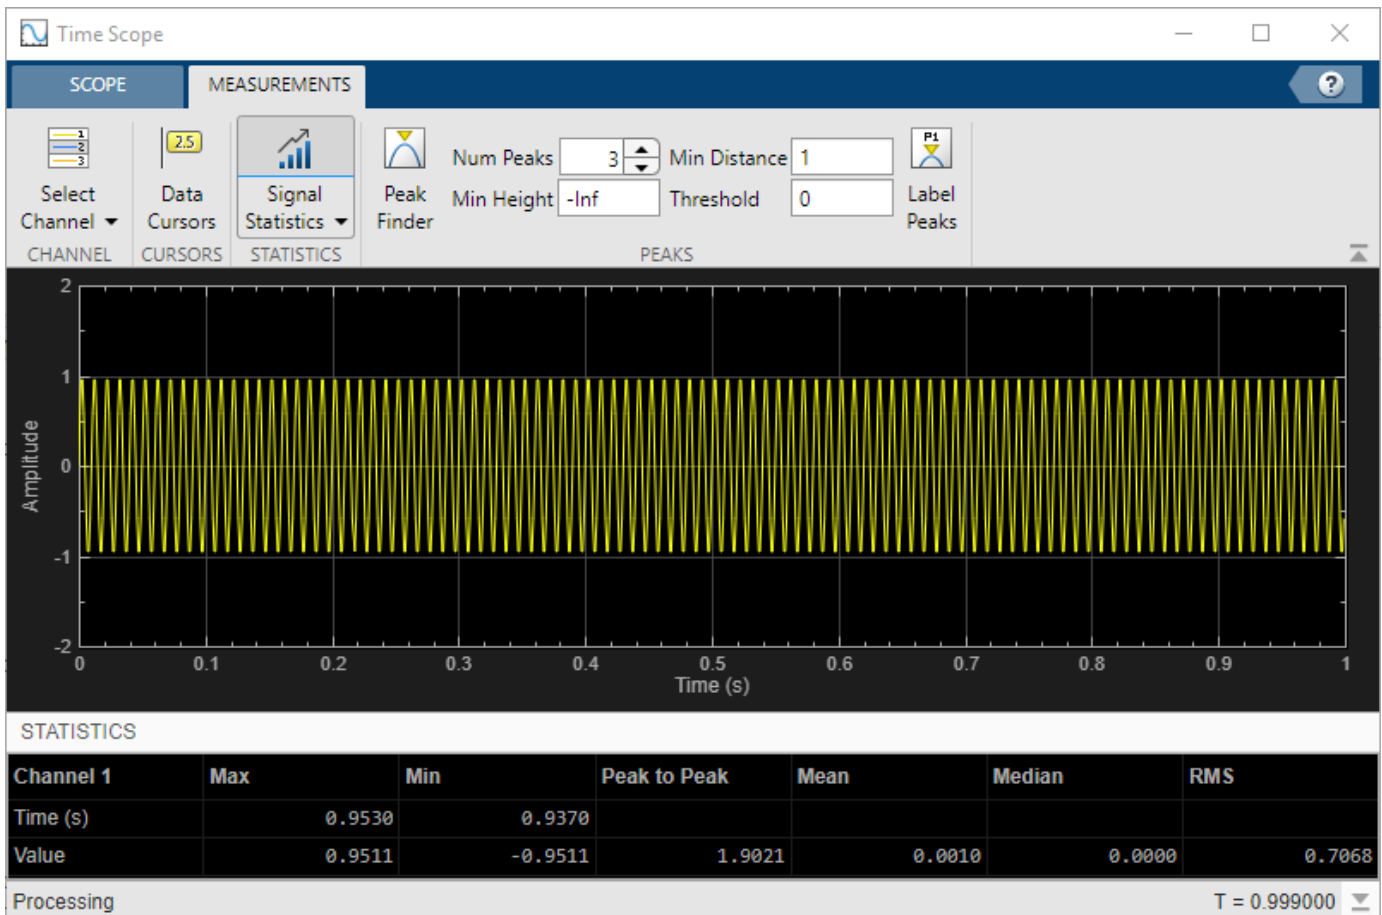 Time Scope
SCOPE MEASUREMENTS ?
1
2
3
2.5
P1
Num Peaks 3 Min Distance 1
Select Data Signal Peak Min Height -Inf Threshold 0 Label
Channel Cursors Statistics Finder Peaks
CHANNEL CURSORS STATISTICS PEAKS
2
1
0
-1
-2
Amplitude
0 0.1 0.2 0.3 0.4 0.5 0.6 0.7 0.8 0.9 1
Time (s)
STATISTICS
Channel 1 Max Min Peak to Peak Mean Median RMS
Time (s) 0.9530 0.9370
Value 0.9511 -0.9511 1.9021 0.0010 0.0000 0.7068
Processing T = 0.999000